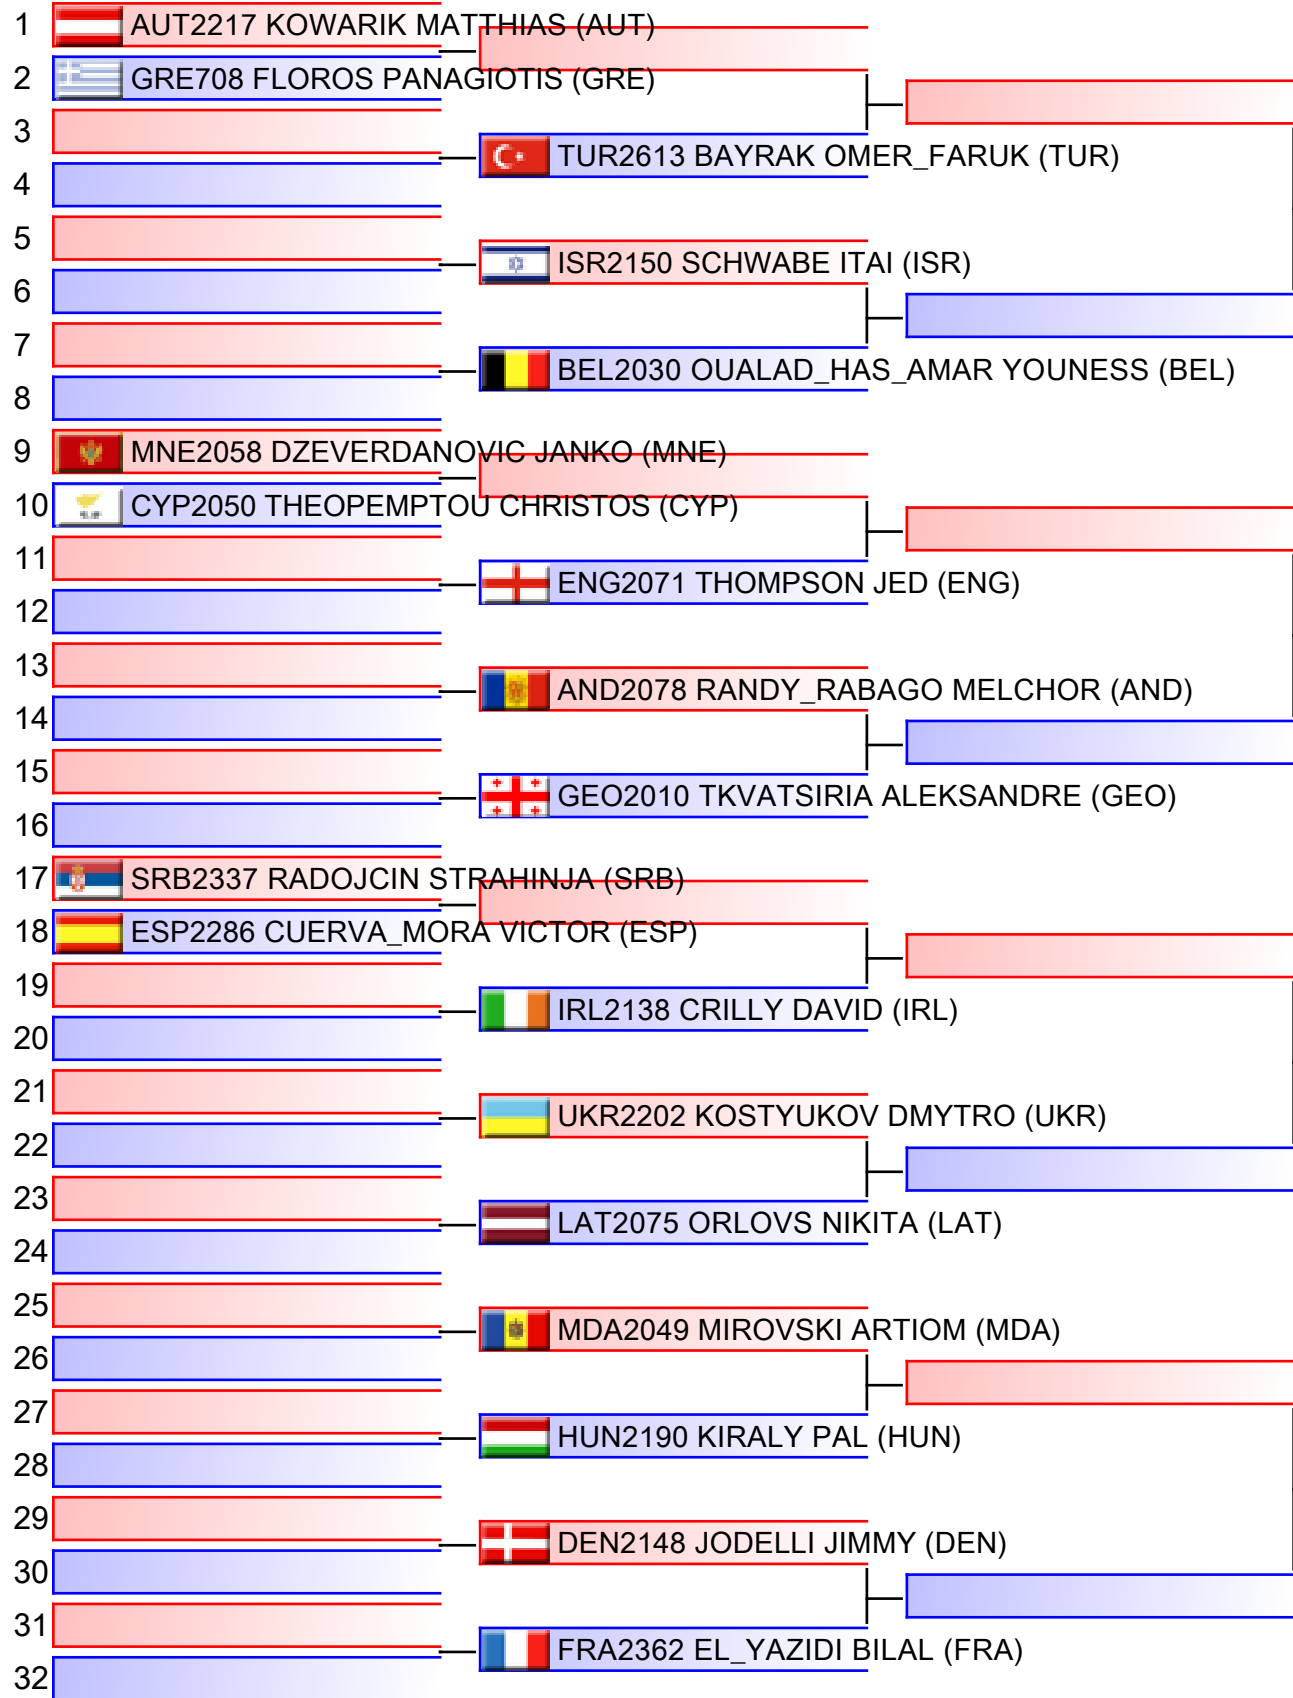 1 AUT2217 KOWARIK MATTHIAS (AUT)
2 GRE708 FLOROS PANAGIOTIS (GRE)
3
TUR2613 BAYRAK OMER_FARUK (TUR)
4
5
ISR2150 SCHWABE ITAI (ISR)
6
7
BEL2030 OUALAD_HAS_AMAR YOUNESS (BEL)
8
9 MNE2058 DZEVERDANOVIC JANKO (MNE)
10 CYP2050 THEOPEMPTOU CHRISTOS (CYP)
11
ENG2071 THOMPSON JED (ENG)
12
13
AND2078 RANDY_RABAGO MELCHOR (AND)
14
15
GEO2010 TKVATSIRIA ALEKSANDRE (GEO)
16
17 SRB2337 RADOJCIN STRAHINJA (SRB)
18 ESP2286 CUERVA_MORA VICTOR (ESP)
19
IRL2138 CRILLY DAVID (IRL)
20
21
UKR2202 KOSTYUKOV DMYTRO (UKR)
22
23
LAT2075 ORLOVS NIKITA (LAT)
24
25
MDA2049 MIROVSKI ARTIOM (MDA)
26
27
HUN2190 KIRALY PAL (HUN)
28
29
DEN2148 JODELLI JIMMY (DEN)
30
31
FRA2362 EL_YAZIDI BILAL (FRA)
32